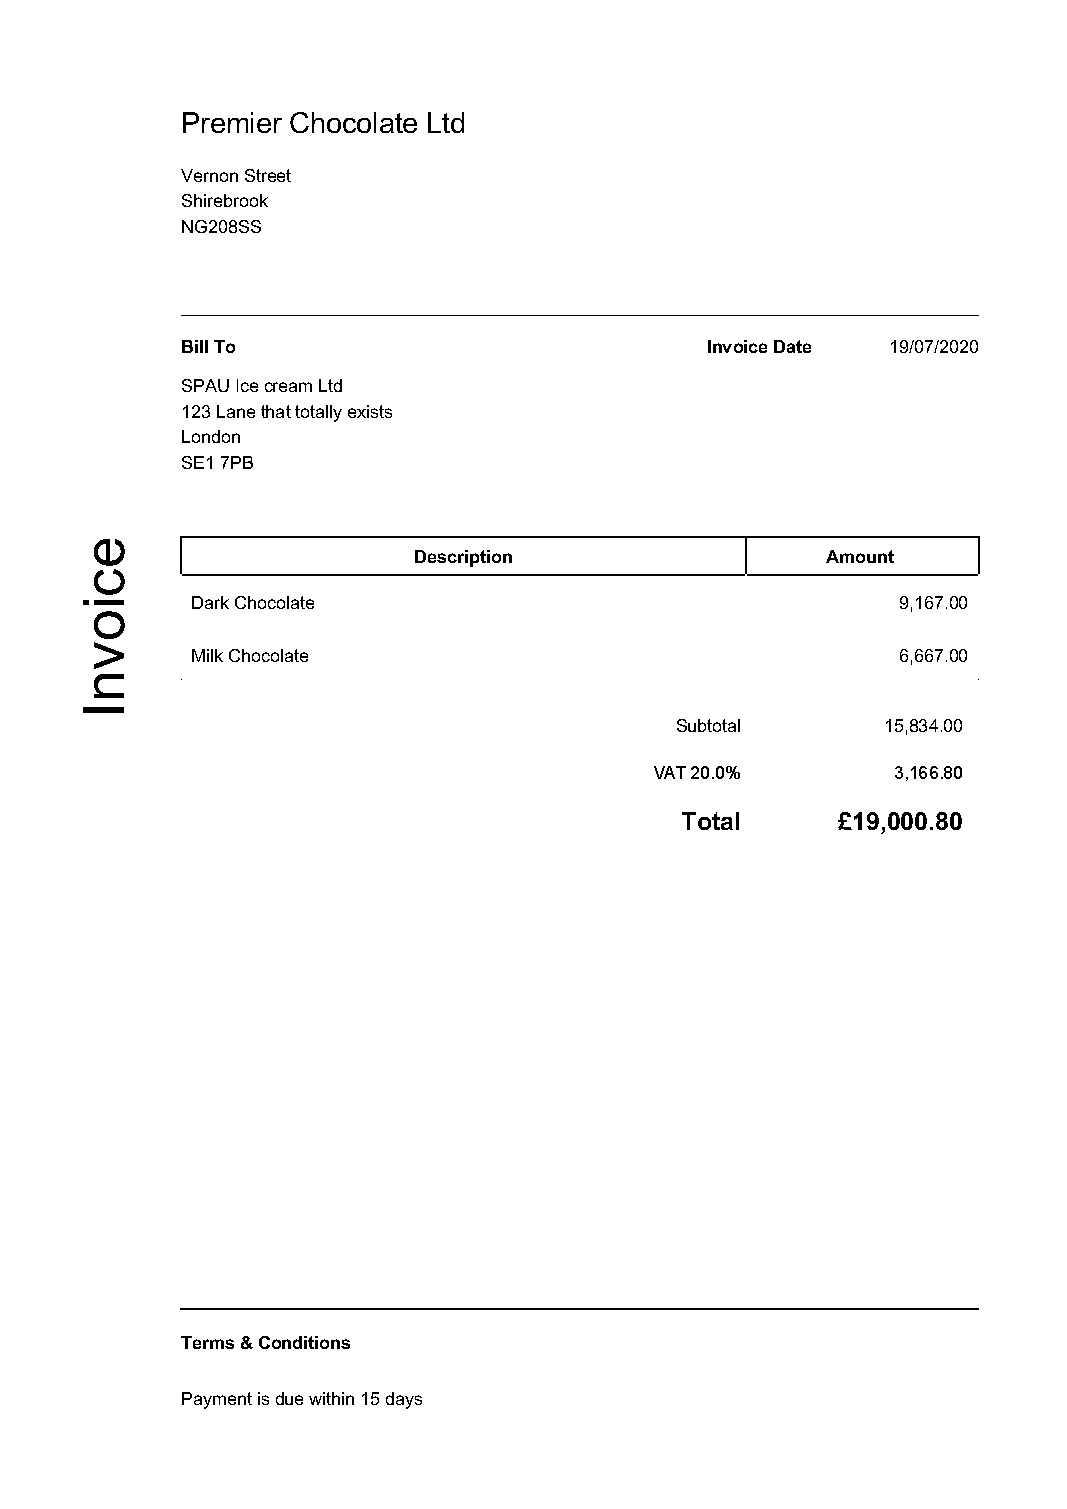 Premier Chocolate Ltd
Vernon Street
Shirebrook
NG208SS
Bill To
Invoice Date 19/07/2020
SPAU Ice cream Ltd
123 Lane that totally exists
London
SE1 7PB
Invoice
Description Amount
Dark Chocolate 9,167.00
Milk Chocolate 6,667.00
Subtotal 15,834.00
VAT 20.0% 3,166.80
Total £19,000.80
Terms & Conditions
Payment is due within 15 days